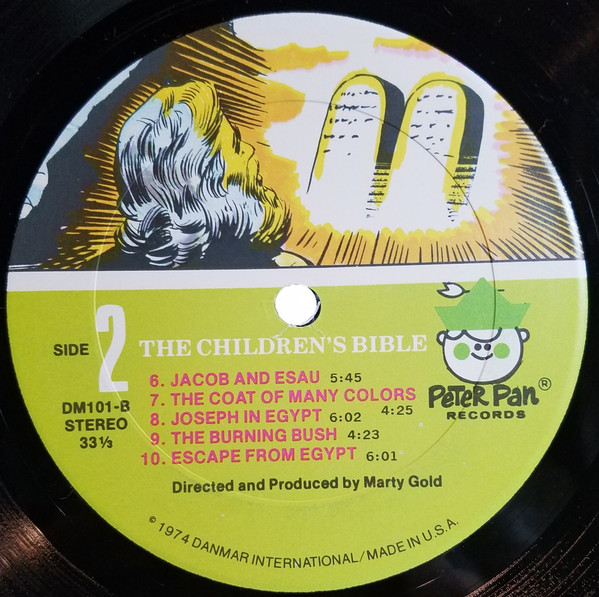 SIDE 2
THE CHILDREN'S BIBLE
6. JACOB AND ESAU 5:45
7. THE COAT OF MANY COLORS 4:25
8. JOSEPH IN EGYPT 6:02
9. THE BURNING BUSH 4:23
10. ESCAPE FROM EGYPT 6:01
DM101-B
STEREO
33⅓
PETER PAN®
RECORDS
Directed and Produced by Marty Gold
©1974 DANMAR INTERNATIONAL/MADE IN U.S.A.